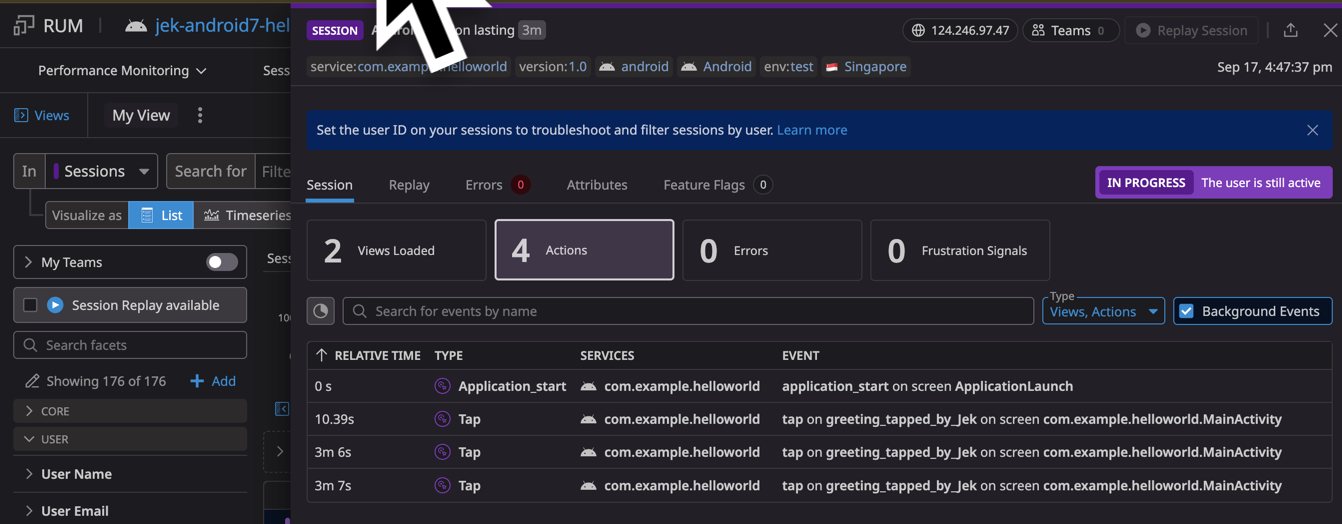 RUM
jek-android7-hel
SESSION
on lasting 3m
124.246.97.47
Teams 0
Replay Session
Performance Monitoring
Sess
service:com.examp helloworld version:1.0 android Android env:test Singapore
Sep 17, 4:47:37 pm
Views
My View
Set the user ID on your sessions to troubleshoot and filter sessions by user. Learn more
In Sessions
Search for Filte
Session Replay Errors 0 Attributes Feature Flags 0
IN PROGRESS The user is still active
Visualize as List Timeseries
2 Views Loaded
4 Actions
0 Errors
0 Frustration Signals
My Teams
Sess
Session Replay available
100
Search for events by name
Type
Views, Actions
Background Events
Search facets
Showing 176 of 176
Add
CORE
USER
User Name
User Email
RELATIVE TIME TYPE SERVICES EVENT
0 s Application_start com.example.helloworld application_start on screen ApplicationLaunch
10.39s Tap com.example.helloworld tap on greeting_tapped_by_Jek on screen com.example.helloworld.MainActivity
3m 6s Tap com.example.helloworld tap on greeting_tapped_by_Jek on screen com.example.helloworld.MainActivity
3m 7s Tap com.example.helloworld tap on greeting_tapped_by_Jek on screen com.example.helloworld.MainActivity